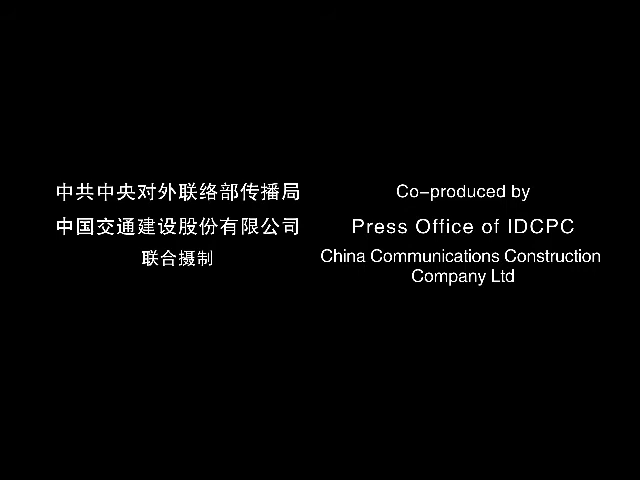 中共中央对外联络部传播局
中国交通建设股份有限公司
联合摄制
Co-produced by
Press Office of IDCPC
China Communications Construction
Company Ltd